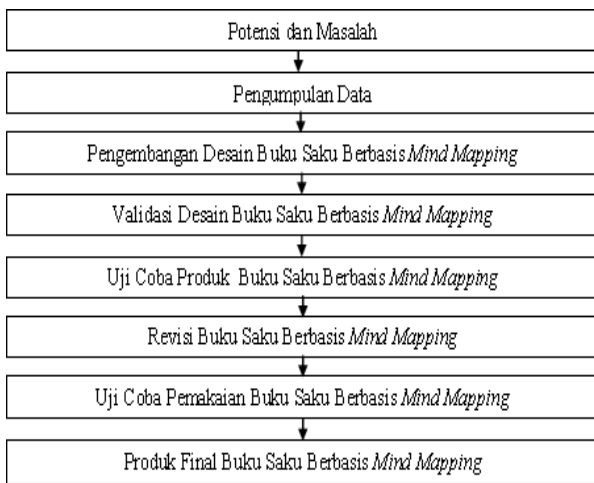 Potensi dan Masalah
Pengumpulan Data
Pengembangan Desain Buku Saku Berbasis Mind Mapping
Validasi Desain Buku Saku Berbasis Mind Mapping
Uji Coba Produk Buku Saku Berbasis Mind Mapping
Revisi Buku Saku Berbasis Mind Mapping
Uji Coba Pemakaian Buku Saku Berbasis Mind Mapping
Produk Final Buku Saku Berbasis Mind Mapping